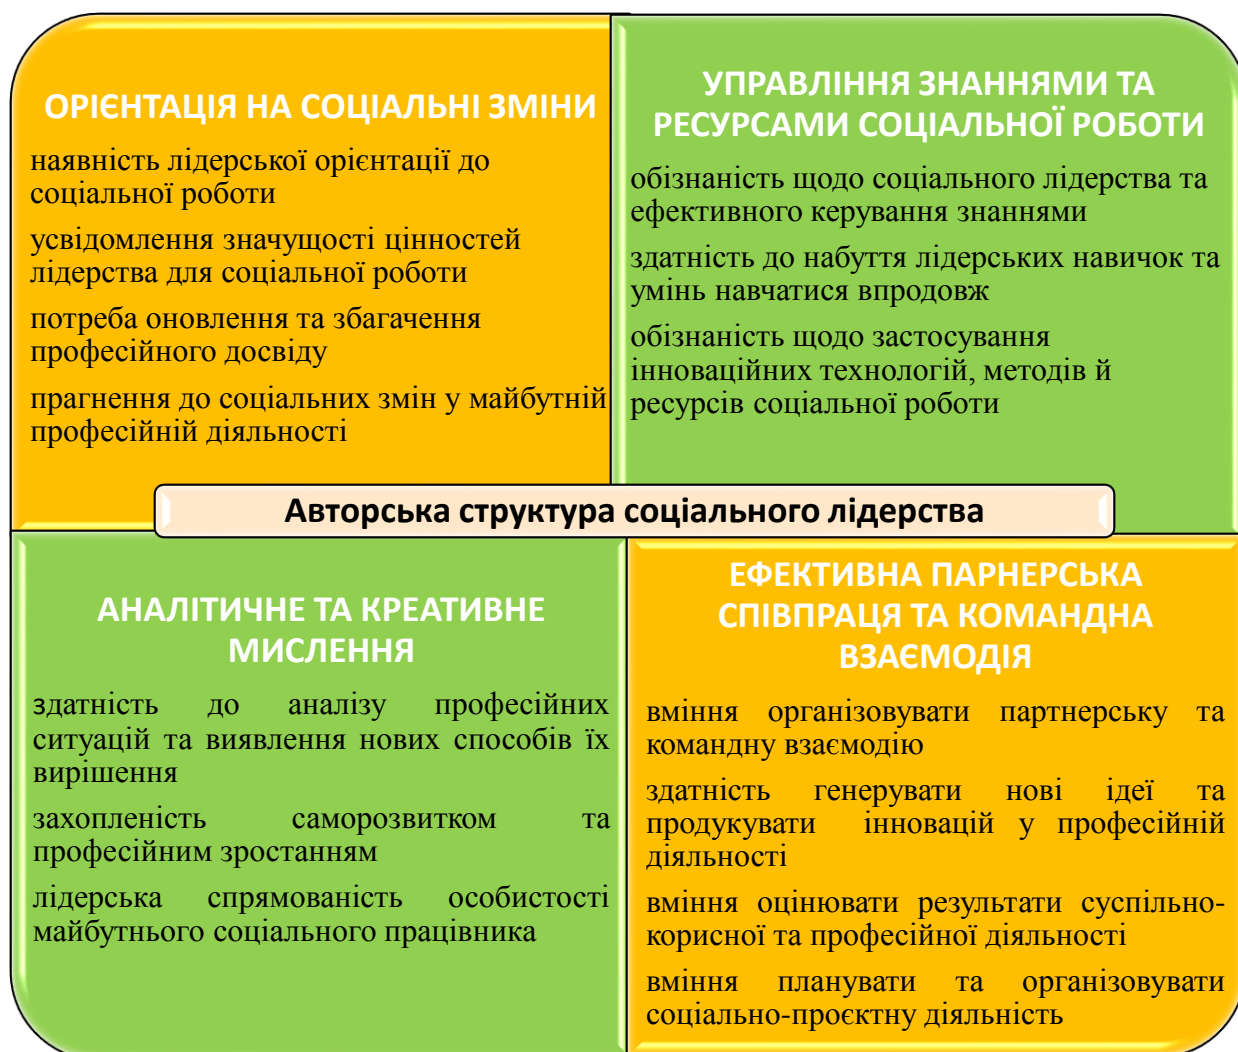 ОРІЄНТАЦІЯ НА СОЦІАЛЬНІ ЗМІНИ
наявність лідерської орієнтації до
соціальної роботи
усвідомлення значущості цінностей
лідерства для соціальної роботи
потреба оновлення та збагачення
професійного досвіду
прагнення до соціальних змін у майбутній
професійній діяльності
УПРАВЛІННЯ ЗНАННЯМИ ТА
РЕСУРСАМИ СОЦІАЛЬНОЇ РОБОТИ
обізнаність щодо соціального лідерства та
ефективного керування знаннями
здатність до набуття лідерських навичок та
умінь навчатися впродовж
обізнаність щодо застосування
інноваційних технологій, методів й
ресурсів соціальної роботи
Авторська структура соціального лідерства
АНАЛІТИЧНЕ ТА КРЕАТИВНЕ
МИСЛЕННЯ
здатність до аналізу професійних
ситуацій та виявлення нових способів їх
вирішення
захопленість саморозвитком та
професійним зростанням
лідерська спрямованість особистості
майбутнього соціального працівника
ЕФЕКТИВНА ПАРНЕРСЬКА
СПІВПРАЦЯ ТА КОМАНДНА
ВЗАЄМОДІЯ
вміння організовувати партнерську та
командну взаємодію
здатність генерувати нові ідеї та
продукувати інновацій у професійній
діяльності
вміння оцінювати результати суспільно-
корисної та професійної діяльності
вміння планувати та організовувати
соціально-проєктну діяльність